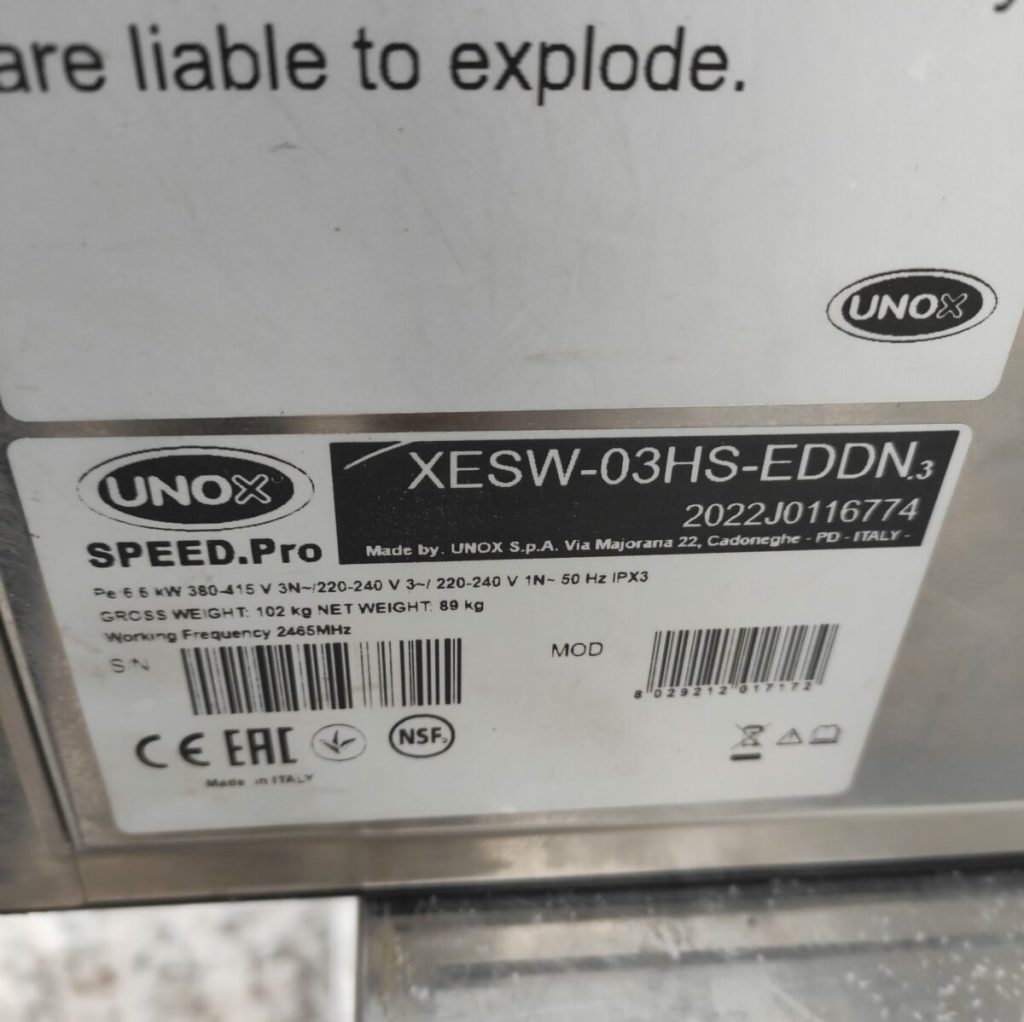 are liable to explode.
UNOX
UNOX
SPEED.Pro
XESW-03HS-EDDN.3
2022J0116774
Made by. UNOX S.p.A. Via Majorana 22, Cadoneghe - PD - ITALY -
Pe 6.6 kW 380-415 V 3N~/220-240 V 3~/ 220-240 V 1N~ 50 Hz IPX3
GROSS WEIGHT: 102 kg NET WEIGHT: 89 kg
Working Frequency 2465MHz
S/N
MOD
8 029212 017172
CE EAC NSF
Made in ITALY